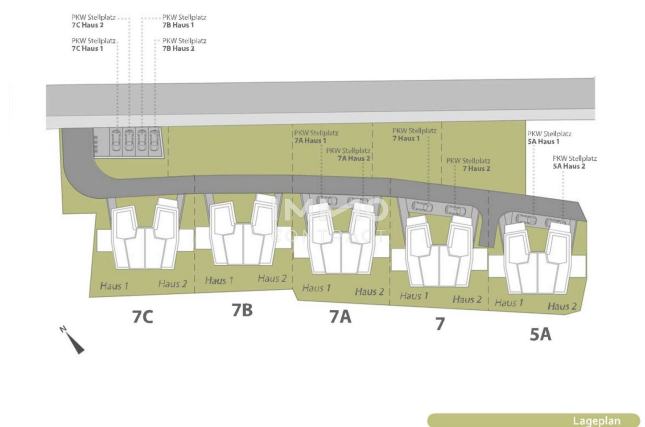 PKW Stellplatz
7C Haus 2
PKW Stellplatz
7B Haus 1
PKW Stellplatz
7C Haus 1
PKW Stellplatz
7B Haus 2
PKW Stellplatz
7A Haus 1
PKW Stellplatz
7A Haus 2
PKW Stellplatz
7 Haus 1
PKW Stellplatz
7 Haus 2
PKW Stellplatz
5A Haus 1
PKW Stellplatz
5A Haus 2
Haus 1
Haus 2
Haus 1
Haus 2
Haus 1
Haus 2
Haus 1
Haus 2
Haus 1
Haus 2
7C
7B
7A
7
5A
N
Lageplan